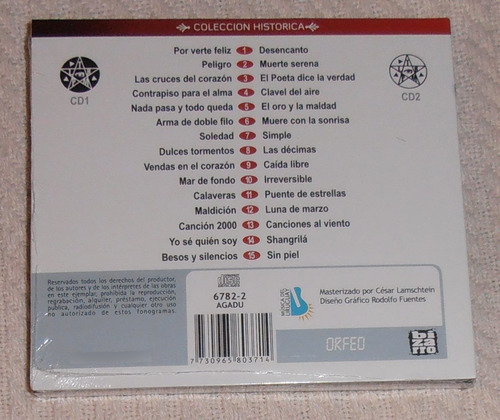 COLECCION HISTORICA
Por verte feliz 1 Desencanto
Peligro 2 Muerte serena
Las cruces del corazón 3 El Poeta dice la verdad
Contrapiso para el alma 4 Clavel del aire
Nada pasa y todo queda 5 El oro y la maldad
Arma de doble filo 6 Muere con la sonrisa
Soledad 7 Simple
Dulces tormentos 8 Las décimas
Vendas en el corazón 9 Caída libre
Mar de fondo 10 Irreversible
Calaveras 11 Puente de estrellas
Maldición 12 Luna de marzo
Canción 2000 13 Canciones al viento
Yo sé quién soy 14 Shangrilá
Besos y silencios 15 Sin piel
CD1
CD2
Reservados todos los derechos del productor,
de los autores y de los intérpretes de las obras
en este ejemplar, prohibida la reproducción,
regrabación, alquiler, préstamo, ejecución
publica, radiodifusión y cualquier otro uso
no autorizado de estos fonogramas.
6782-2
AGADU
7 730965 803714
Masterizado por César Lamschtein
Diseño Gráfico Rodolfo Fuentes
ORFEO
bizarro